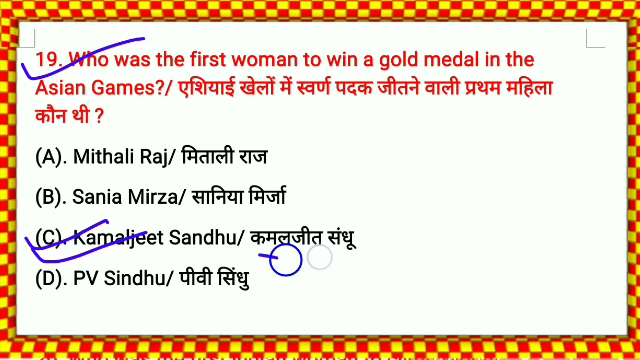 19. Who was the first woman to win a gold medal in the
Asian Games?/ एशियाई खेलों में स्वर्ण पदक जीतने वाली प्रथम महिला
कौन थी ?
(A). Mithali Raj/ मिताली राज
(B). Sania Mirza/ सानिया मिर्जा
(C). Kamaljeet Sandhu/ कमलजीत संधू
(D). PV Sindhu/ पीवी सिंधु